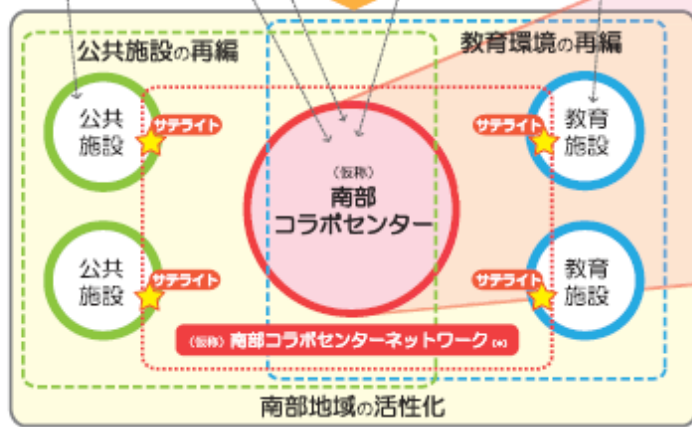 公共施設の再編
教育環境の再編
公共
施設
サテライト
サテライト
教育
施設
(仮称)
南部
コラボセンター
公共
施設
サテライト
サテライト
教育
施設
(仮称) 南部コラボセンターネットワーク [*]
南部地域の活性化